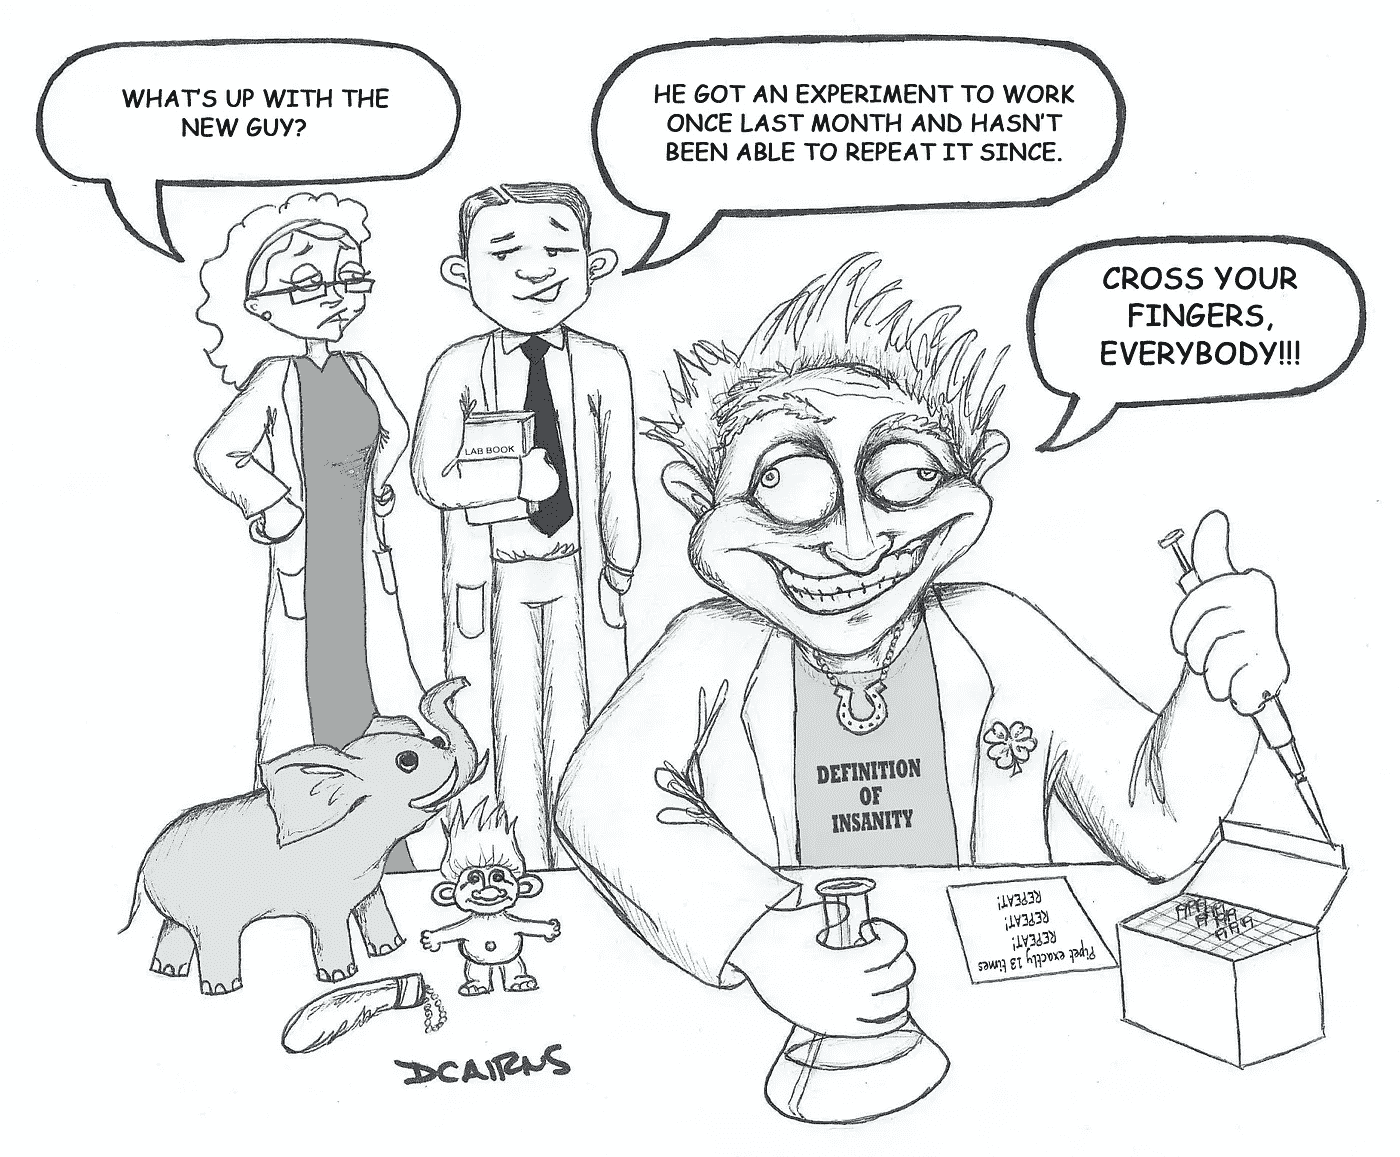 WHAT'S UP WITH THE
NEW GUY?
HE GOT AN EXPERIMENT TO WORK
ONCE LAST MONTH AND HASN'T
BEEN ABLE TO REPEAT IT SINCE.
CROSS YOUR
FINGERS,
EVERYBODY!!!
LAB BOOK
DEFINITION
OF
INSANITY
Pipet exactly 13 times
REPEAT!
REPEAT!
REPEAT!
DCAIRNS